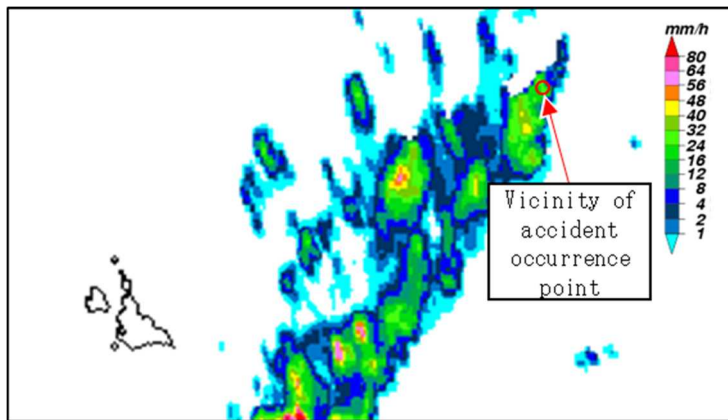 mm/h
80
64
56
48
40
32
24
16
12
8
4
2
1
Vicinity of
accident
occurrence
point